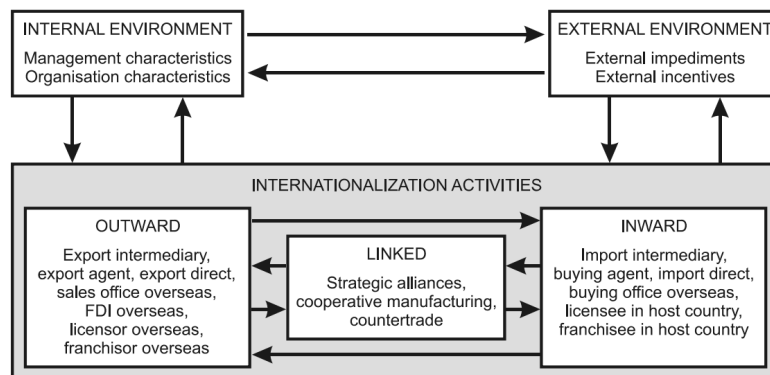 INTERNAL ENVIRONMENT
Management characteristics
Organisation characteristics
EXTERNAL ENVIRONMENT
External impediments
External incentives
INTERNATIONALIZATION ACTIVITIES
OUTWARD
Export intermediary,
export agent, export direct,
sales office overseas,
FDI overseas,
licensor overseas,
franchisor overseas
LINKED
Strategic alliances,
cooperative manufacturing,
countertrade
INWARD
Import intermediary,
buying agent, import direct,
buying office overseas,
licensee in host country,
franchisee in host country